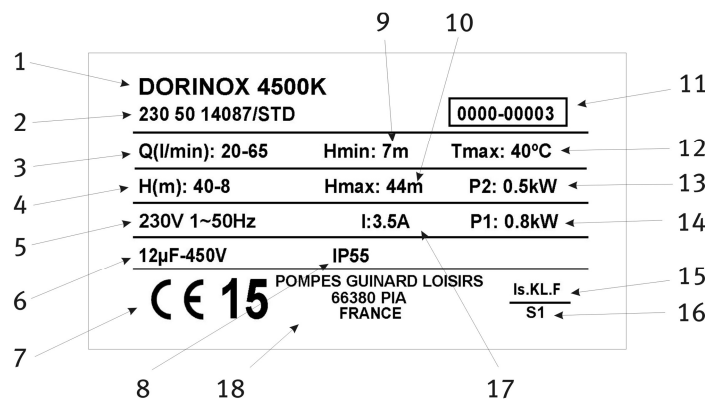 9 10
1 DORINOX 4500K 11
2 230 50 14087/STD 0000-00003
3 Q(l/min): 20-65 Hmin: 7m Tmax: 40ºC 12
4 H(m): 40-8 Hmax: 44m P2: 0.5kW 13
5 230V 1~50Hz I:3.5A P1: 0.8kW 14
6 12µF-450V IP55
7 CE 15 POMPES GUINARD LOISIRS Is.KL.F 15
66380 PIA S1 16
FRANCE
8 18 17